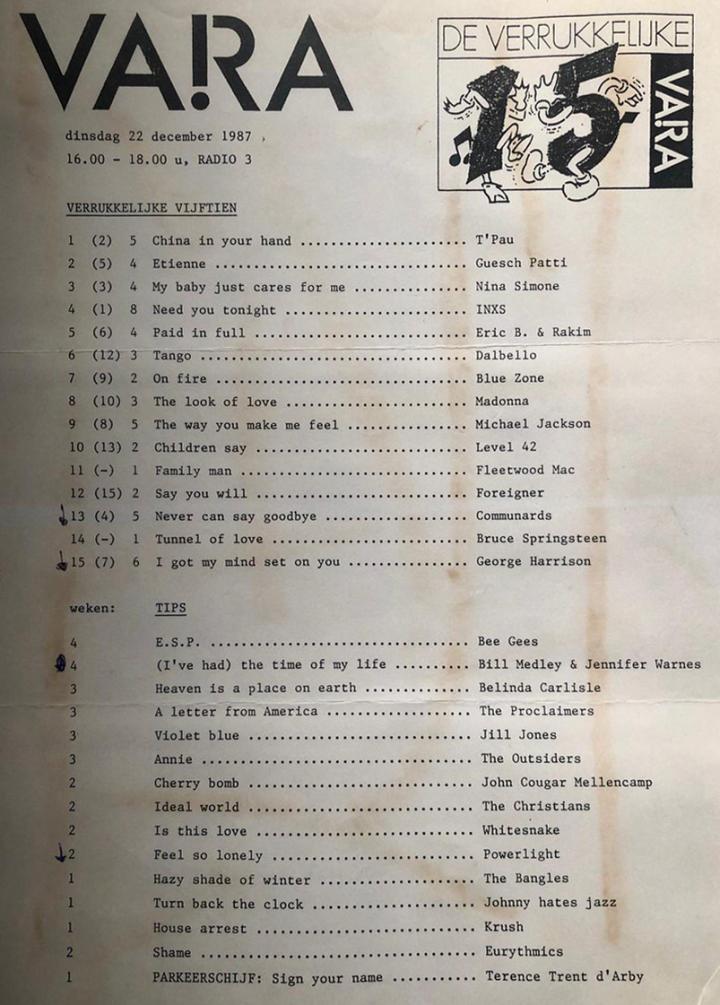 VARA
DE VERRUKKELIJKE
15
VARA
dinsdag 22 december 1987
16.00 - 18.00 u, RADIO 3
VERRUKKELIJKE VIJFTIEN
1 (2) 5 China in your hand ...................... T'Pau
2 (5) 4 Etienne ................................. Guesch Patti
3 (3) 4 My baby just cares for me ............... Nina Simone
4 (1) 8 Need you tonight ........................ INXS
5 (6) 4 Paid in full ............................ Eric B. & Rakim
6 (12) 3 Tango ................................... Dalbello
7 (9) 2 On fire ................................. Blue Zone
8 (10) 3 The look of love ........................ Madonna
9 (8) 5 The way you make me feel ................ Michael Jackson
10 (13) 2 Children say ............................ Level 42
11 (-) 1 Family man .............................. Fleetwood Mac
12 (15) 2 Say you will ............................ Foreigner
13 (4) 5 Never can say goodbye ................... Communards
14 (-) 1 Tunnel of love .......................... Bruce Springsteen
15 (7) 6 I got my mind set on you ................ George Harrison
weken: TIPS
4 E.S.P. .................................. Bee Gees
4 (I've had) the time of my life .......... Bill Medley & Jennifer Warnes
3 Heaven is a place on earth .............. Belinda Carlisle
3 A letter from America ................... The Proclaimers
3 Violet blue ............................. Jill Jones
3 Annie ................................... The Outsiders
2 Cherry bomb ............................. John Cougar Mellencamp
2 Ideal world ............................. The Christians
2 Is this love ............................ Whitesnake
2 Feel so lonely .......................... Powerlight
1 Hazy shade of winter .................... The Bangles
1 Turn back the clock ..................... Johnny hates jazz
1 House arrest ............................ Krush
2 Shame ................................... Eurythmics
1 PARKEERSCHIJF: Sign your name ........... Terence Trent d'Arby